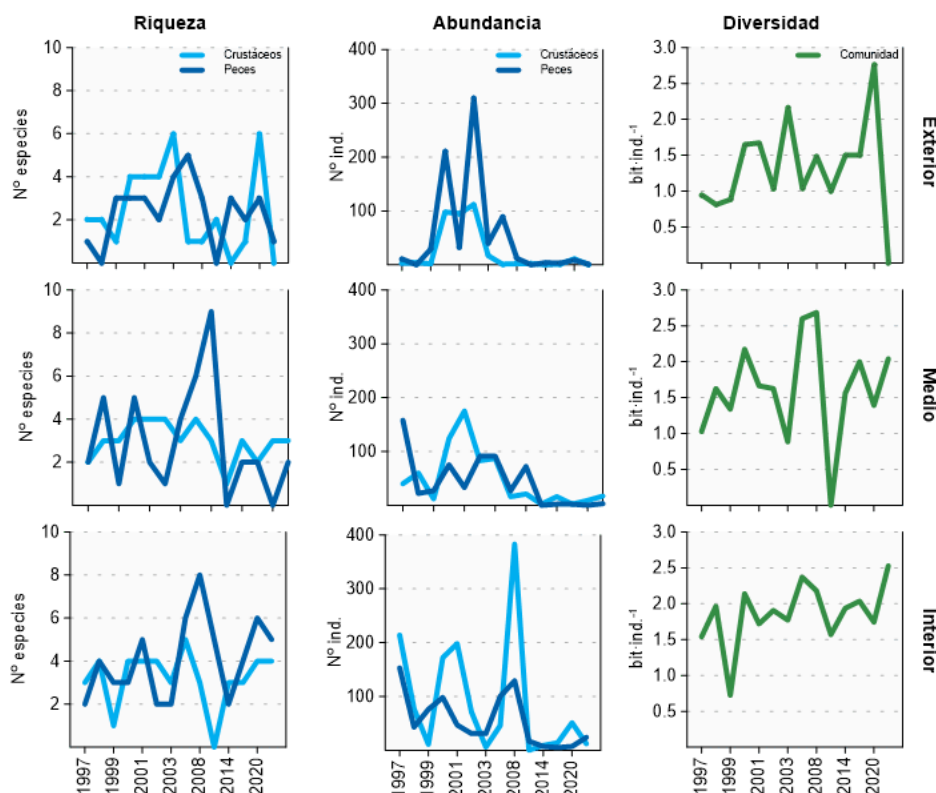 Riqueza
Abundancia
Diversidad
Nº especies
10
8
6
4
2
Crustáceos
Peces
Nº ind.
400
300
200
100
Crustáceos
Peces
bit·ind.⁻¹
3.0
2.5
2.0
1.5
1.0
0.5
Comunidad
Exterior
Nº especies
10
8
6
4
2
Nº ind.
400
300
200
100
bit·ind.⁻¹
3.0
2.5
2.0
1.5
1.0
0.5
Medio
Nº especies
10
8
6
4
2
Nº ind.
400
300
200
100
bit·ind.⁻¹
3.0
2.5
2.0
1.5
1.0
0.5
Interior
1997 1999 2001 2003 2008 2014 2020
1997 1999 2001 2003 2008 2014 2020
1997 1999 2001 2003 2008 2014 2020